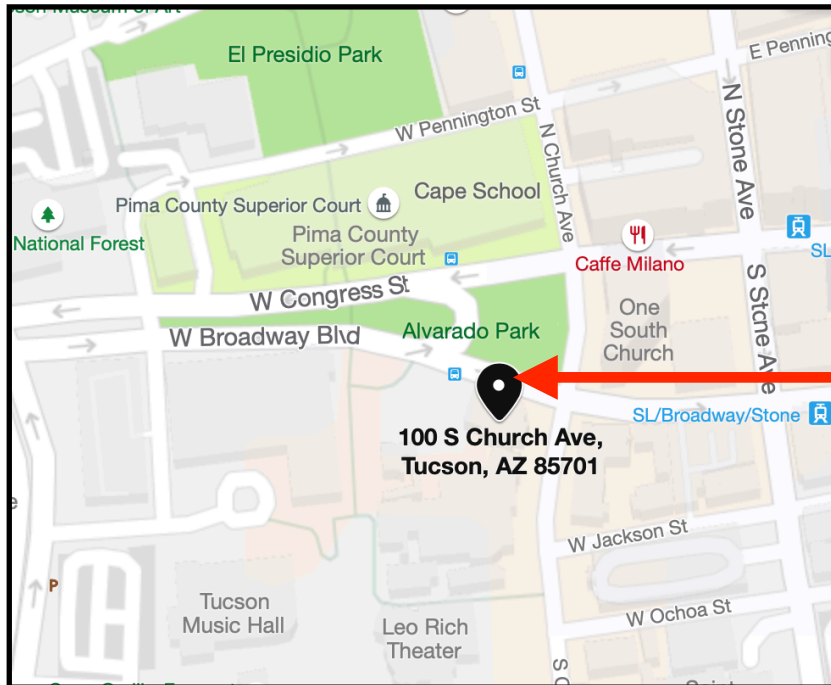 El Presidio Park
E Penning
W Pennington St
N Church Ave
N Stone Ave
Pima County Superior Court
Cape School
National Forest
Pima County
Superior Court
SL
Caffe Milano
W Congress St
S Stcne Ave
One
South
Church
W Broadway Blvd
Alvarado Park
SL/Broadway/Stone
100 S Church Ave,
Tucson, AZ 85701
W Jackson St
P
Tucson
Music Hall
W Ochoa St
Leo Rich
Theater